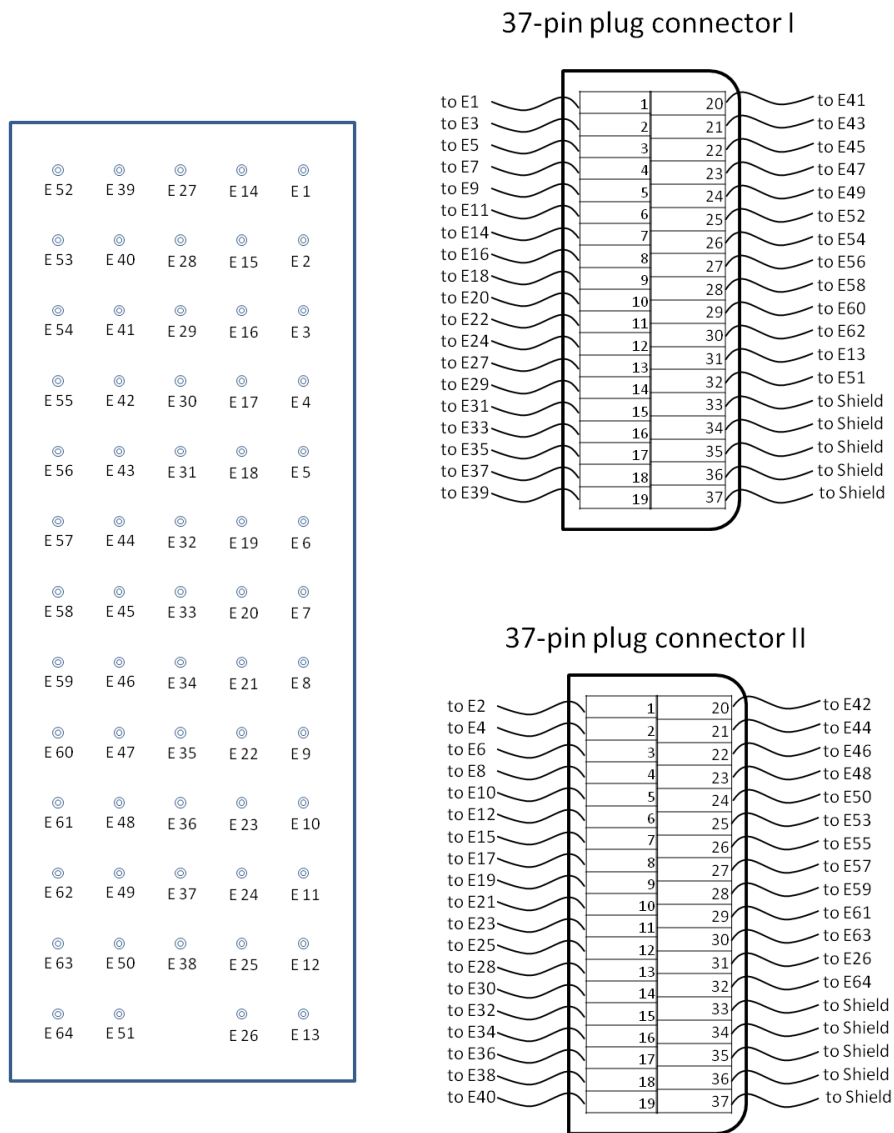 37-pin plug connector I
E 52 E 39 E 27 E 14 E 1
E 53 E 40 E 28 E 15 E 2
E 54 E 41 E 29 E 16 E 3
E 55 E 42 E 30 E 17 E 4
E 56 E 43 E 31 E 18 E 5
E 57 E 44 E 32 E 19 E 6
E 58 E 45 E 33 E 20 E 7
E 59 E 46 E 34 E 21 E 8
E 60 E 47 E 35 E 22 E 9
E 61 E 48 E 36 E 23 E 10
E 62 E 49 E 37 E 24 E 11
E 63 E 50 E 38 E 25 E 12
E 64 E 51 E 26 E 13
to E1 1 20 to E41
to E3 2 21 to E43
to E5 3 22 to E45
to E7 4 23 to E47
to E9 5 24 to E49
to E11 6 25 to E52
to E14 7 26 to E54
to E16 8 27 to E56
to E18 9 28 to E58
to E20 10 29 to E60
to E22 11 30 to E62
to E24 12 31 to E13
to E27 13 32 to E51
to E29 14 33 to Shield
to E31 15 34 to Shield
to E33 16 35 to Shield
to E35 17 36 to Shield
to E37 18 37 to Shield
to E39 19
37-pin plug connector II
to E2 1 20 to E42
to E4 2 21 to E44
to E6 3 22 to E46
to E8 4 23 to E48
to E10 5 24 to E50
to E12 6 25 to E53
to E15 7 26 to E55
to E17 8 27 to E57
to E19 9 28 to E59
to E21 10 29 to E61
to E23 11 30 to E63
to E25 12 31 to E26
to E28 13 32 to E64
to E30 14 33 to Shield
to E32 15 34 to Shield
to E34 16 35 to Shield
to E36 17 36 to Shield
to E38 18 37 to Shield
to E40 19